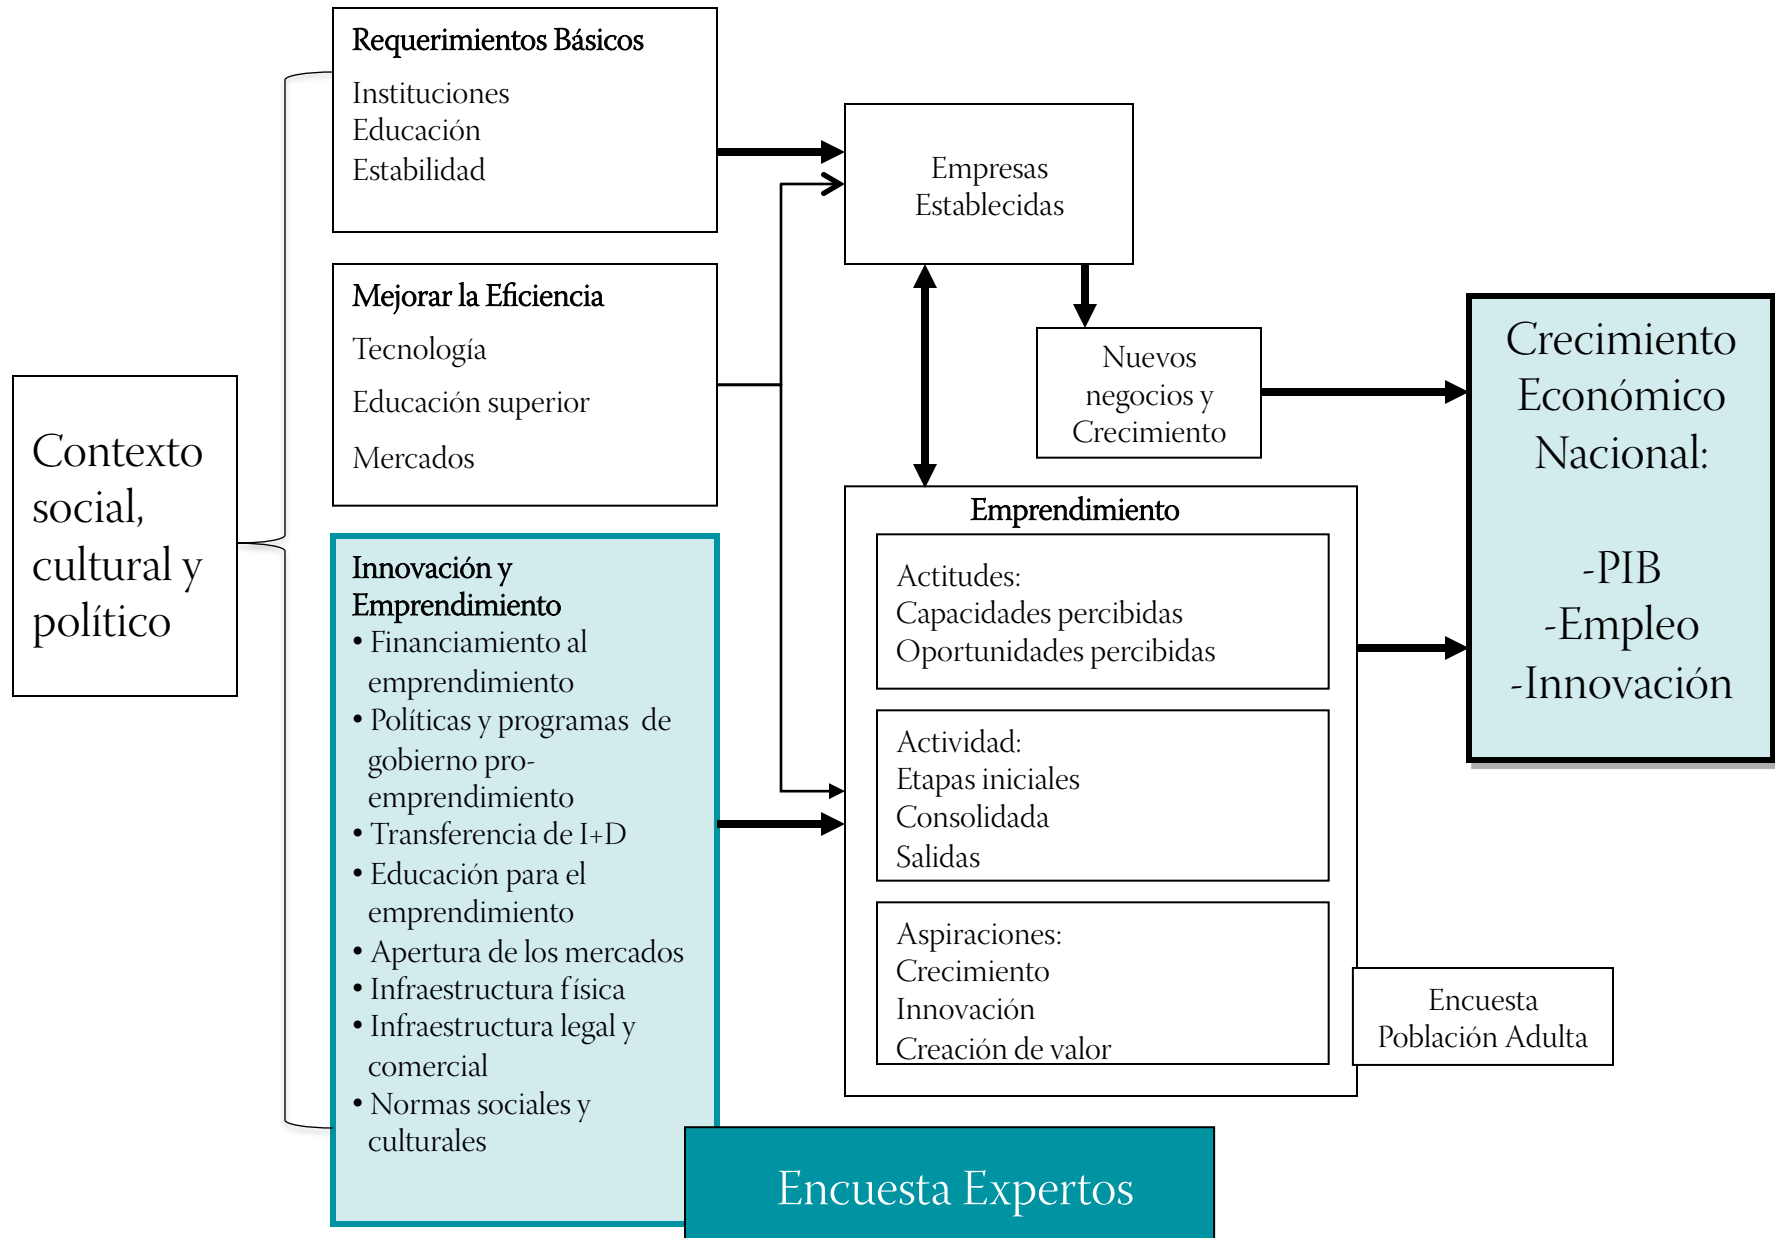 Contexto
social,
cultural y
político
Requerimientos Básicos
Instituciones
Educación
Estabilidad
Mejorar la Eficiencia
Tecnología
Educación superior
Mercados
Innovación y
Emprendimiento
• Financiamiento al
emprendimiento
• Políticas y programas de
gobierno pro-
emprendimiento
• Transferencia de I+D
• Educación para el
emprendimiento
• Apertura de los mercados
• Infraestructura física
• Infraestructura legal y
comercial
• Normas sociales y
culturales
Encuesta Expertos
Empresas
Establecidas
Nuevos
negocios y
Crecimiento
Emprendimiento
Actitudes:
Capacidades percibidas
Oportunidades percibidas
Actividad:
Etapas iniciales
Consolidada
Salidas
Aspiraciones:
Crecimiento
Innovación
Creación de valor
Encuesta
Población Adulta
Crecimiento
Económico
Nacional:
-PIB
-Empleo
-Innovación